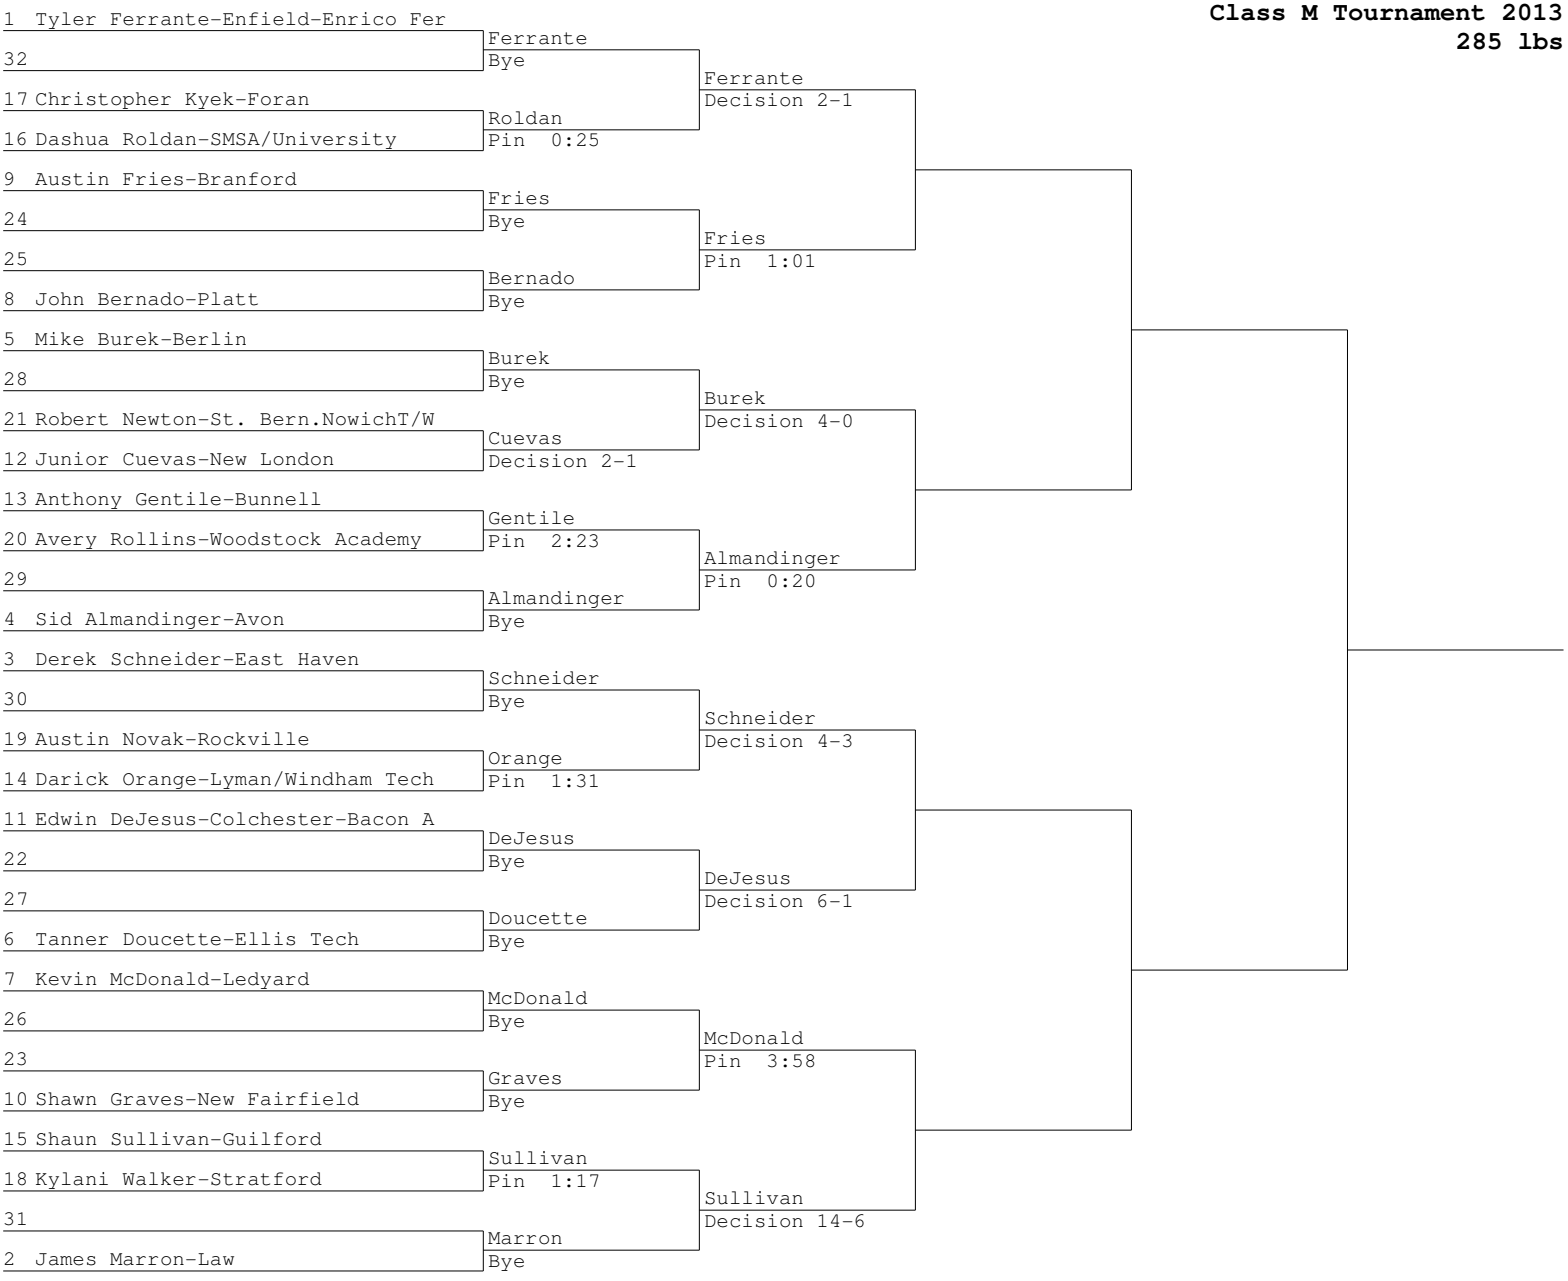 Class M Tournament 2013
285 lbs
1 Tyler Ferrante-Enfield-Enrico Fer
32
17 Christopher Kyek-Foran
16 Dashua Roldan-SMSA/University
9 Austin Fries-Branford
24
25
8 John Bernado-Platt
5 Mike Burek-Berlin
28
21 Robert Newton-St. Bern.NowichT/W
12 Junior Cuevas-New London
13 Anthony Gentile-Bunnell
20 Avery Rollins-Woodstock Academy
29
4 Sid Almandinger-Avon
3 Derek Schneider-East Haven
30
19 Austin Novak-Rockville
14 Darick Orange-Lyman/Windham Tech
11 Edwin DeJesus-Colchester-Bacon A
22
27
6 Tanner Doucette-Ellis Tech
7 Kevin McDonald-Ledyard
26
23
10 Shawn Graves-New Fairfield
15 Shaun Sullivan-Guilford
18 Kylani Walker-Stratford
31
2 James Marron-Law
Ferrante
Bye
Roldan
Pin 0:25
Fries
Bye
Bernado
Bye
Burek
Bye
Cuevas
Decision 2-1
Gentile
Pin 2:23
Almandinger
Bye
Schneider
Bye
Orange
Pin 1:31
DeJesus
Bye
Doucette
Bye
McDonald
Bye
Graves
Bye
Sullivan
Pin 1:17
Marron
Bye
Ferrante
Decision 2-1
Fries
Pin 1:01
Burek
Decision 4-0
Almandinger
Pin 0:20
Schneider
Decision 4-3
DeJesus
Decision 6-1
McDonald
Pin 3:58
Sullivan
Decision 14-6